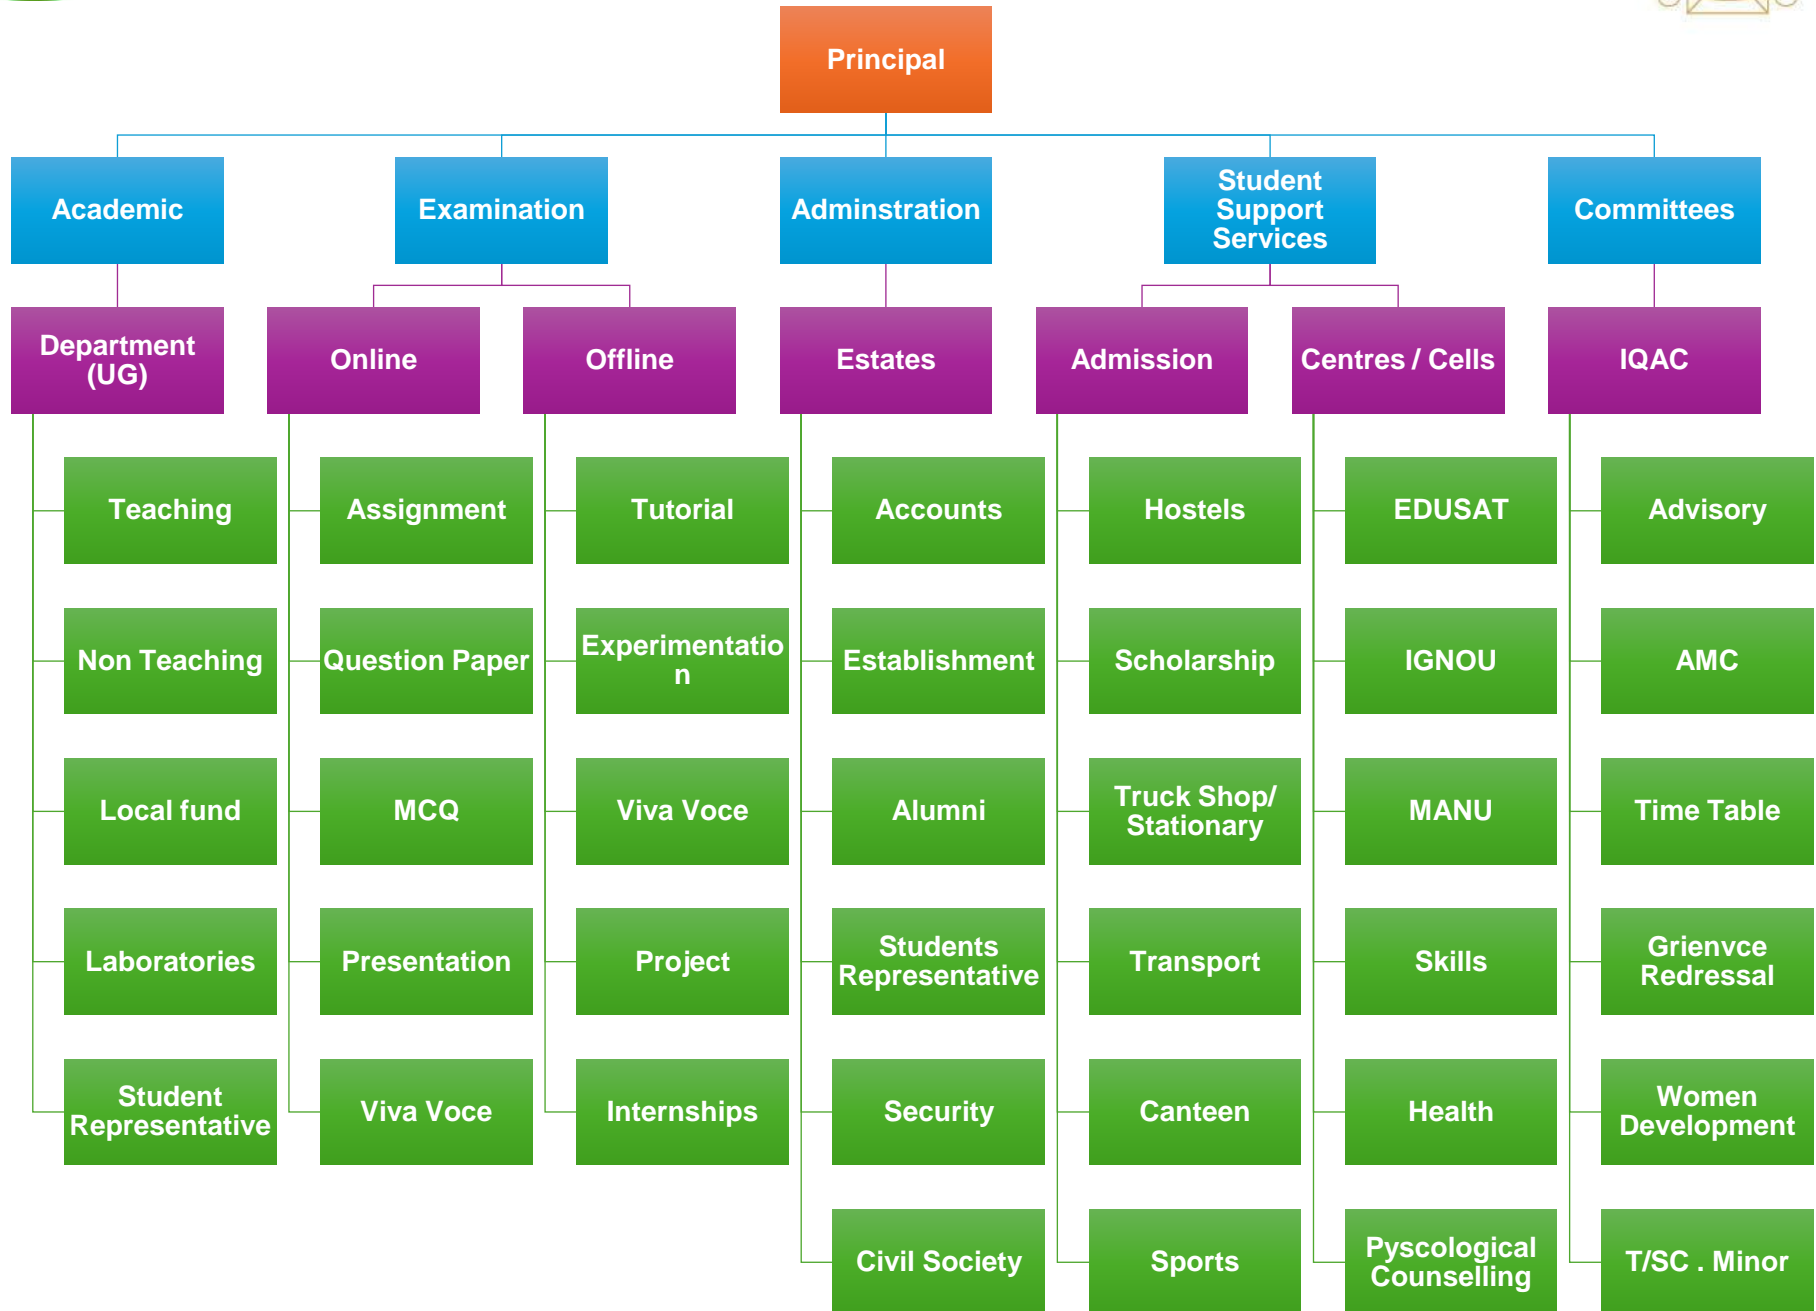 Principal
Academic
Examination
Adminstration
Student
Support
Services
Committees
Department
(UG)
Online
Offline
Estates
Admission
Centres / Cells
IQAC
Teaching
Assignment
Tutorial
Accounts
Hostels
EDUSAT
Advisory
Non Teaching
Question Paper
Experimentatio
n
Establishment
Scholarship
IGNOU
AMC
Local fund
MCQ
Viva Voce
Alumni
Truck Shop/
Stationary
MANU
Time Table
Laboratories
Presentation
Project
Students
Representative
Transport
Skills
Grienvce
Redressal
Student
Representative
Viva Voce
Internships
Security
Canteen
Health
Women
Development
Civil Society
Sports
Pyscological
Counselling
T/SC . Minor